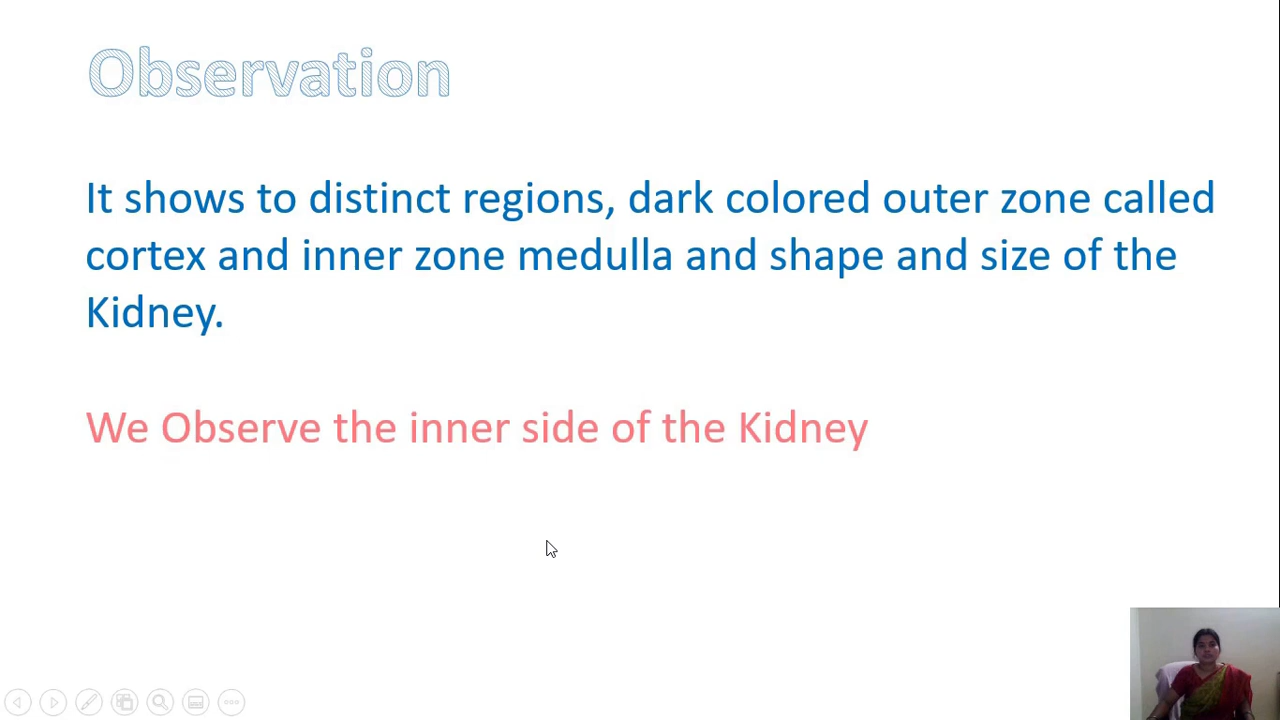 Observation
It shows to distinct regions, dark colored outer zone called
cortex and inner zone medulla and shape and size of the
Kidney.
We Observe the inner side of the Kidney